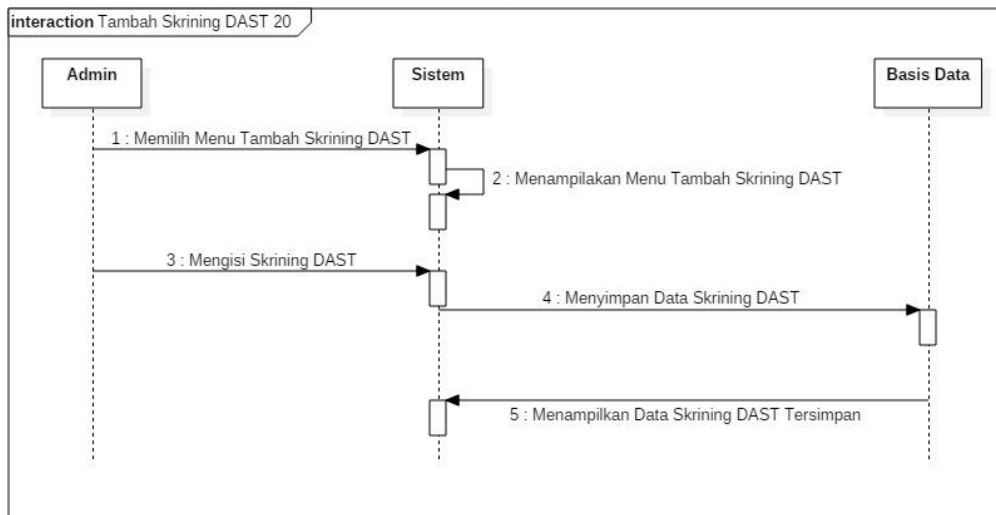 interaction Tambah Skrining DAST 20
Admin
Sistem
Basis Data
1 : Memilih Menu Tambah Skrining DAST
2 : Menampilakan Menu Tambah Skrining DAST
3 : Mengisi Skrining DAST
4 : Menyimpan Data Skrining DAST
5 : Menampilkan Data Skrining DAST Tersimpan